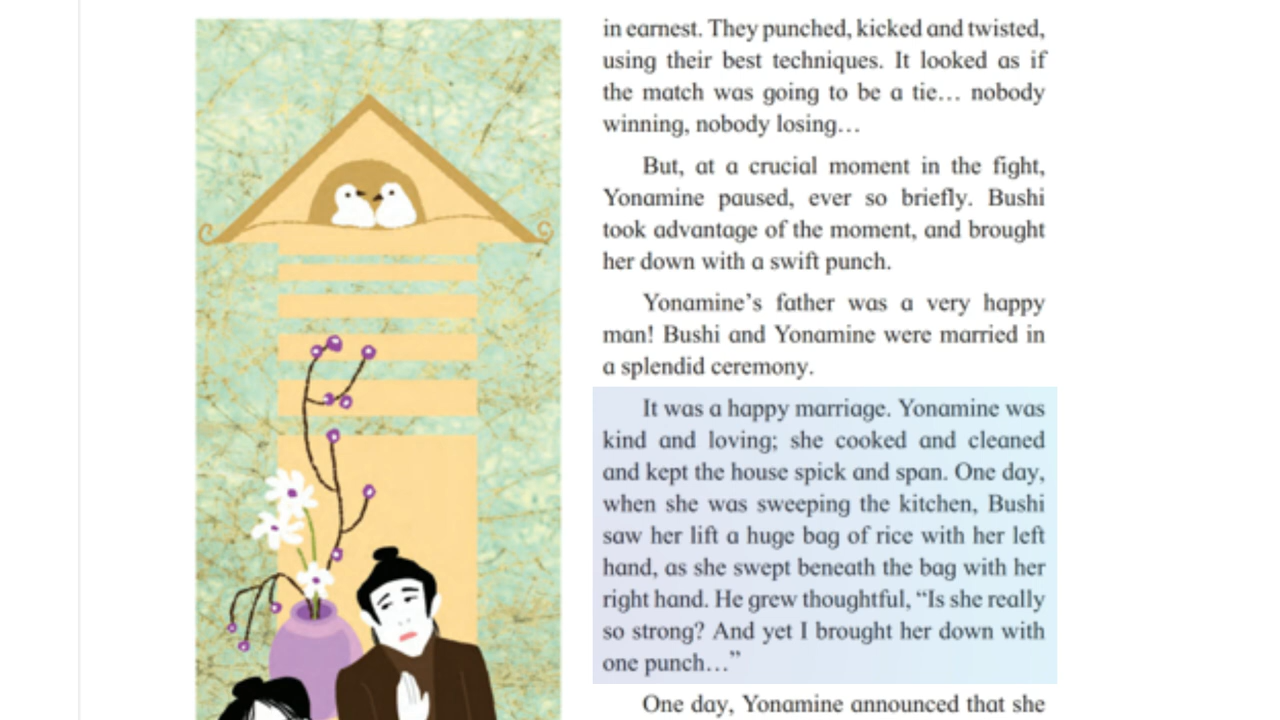 in earnest. They punched, kicked and twisted,
using their best techniques. It looked as if
the match was going to be a tie… nobody
winning, nobody losing…
But, at a crucial moment in the fight,
Yonamine paused, ever so briefly. Bushi
took advantage of the moment, and brought
her down with a swift punch.
Yonamine’s father was a very happy
man! Bushi and Yonamine were married in
a splendid ceremony.
It was a happy marriage. Yonamine was
kind and loving; she cooked and cleaned
and kept the house spick and span. One day,
when she was sweeping the kitchen, Bushi
saw her lift a huge bag of rice with her left
hand, as she swept beneath the bag with her
right hand. He grew thoughtful, “Is she really
so strong? And yet I brought her down with
one punch…”
One day, Yonamine announced that she